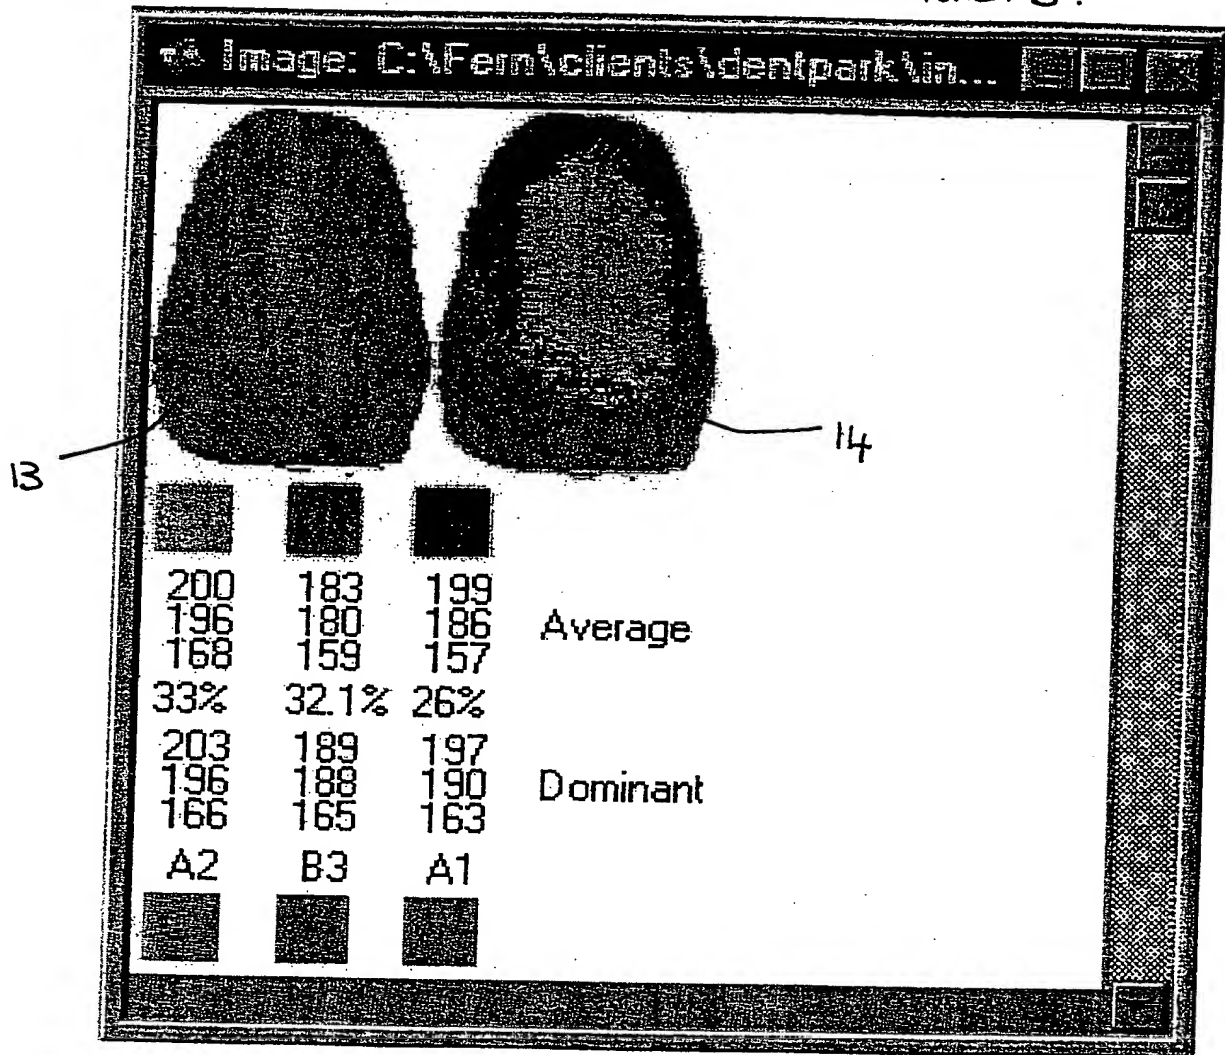 Image: C:\Fern\clients\dentpark\in...
13
14
200 183 199
196 180 186 Average
168 159 157
33% 32.1% 26%
203 189 197
196 188 190 Dominant
166 165 163
A2 B3 A1